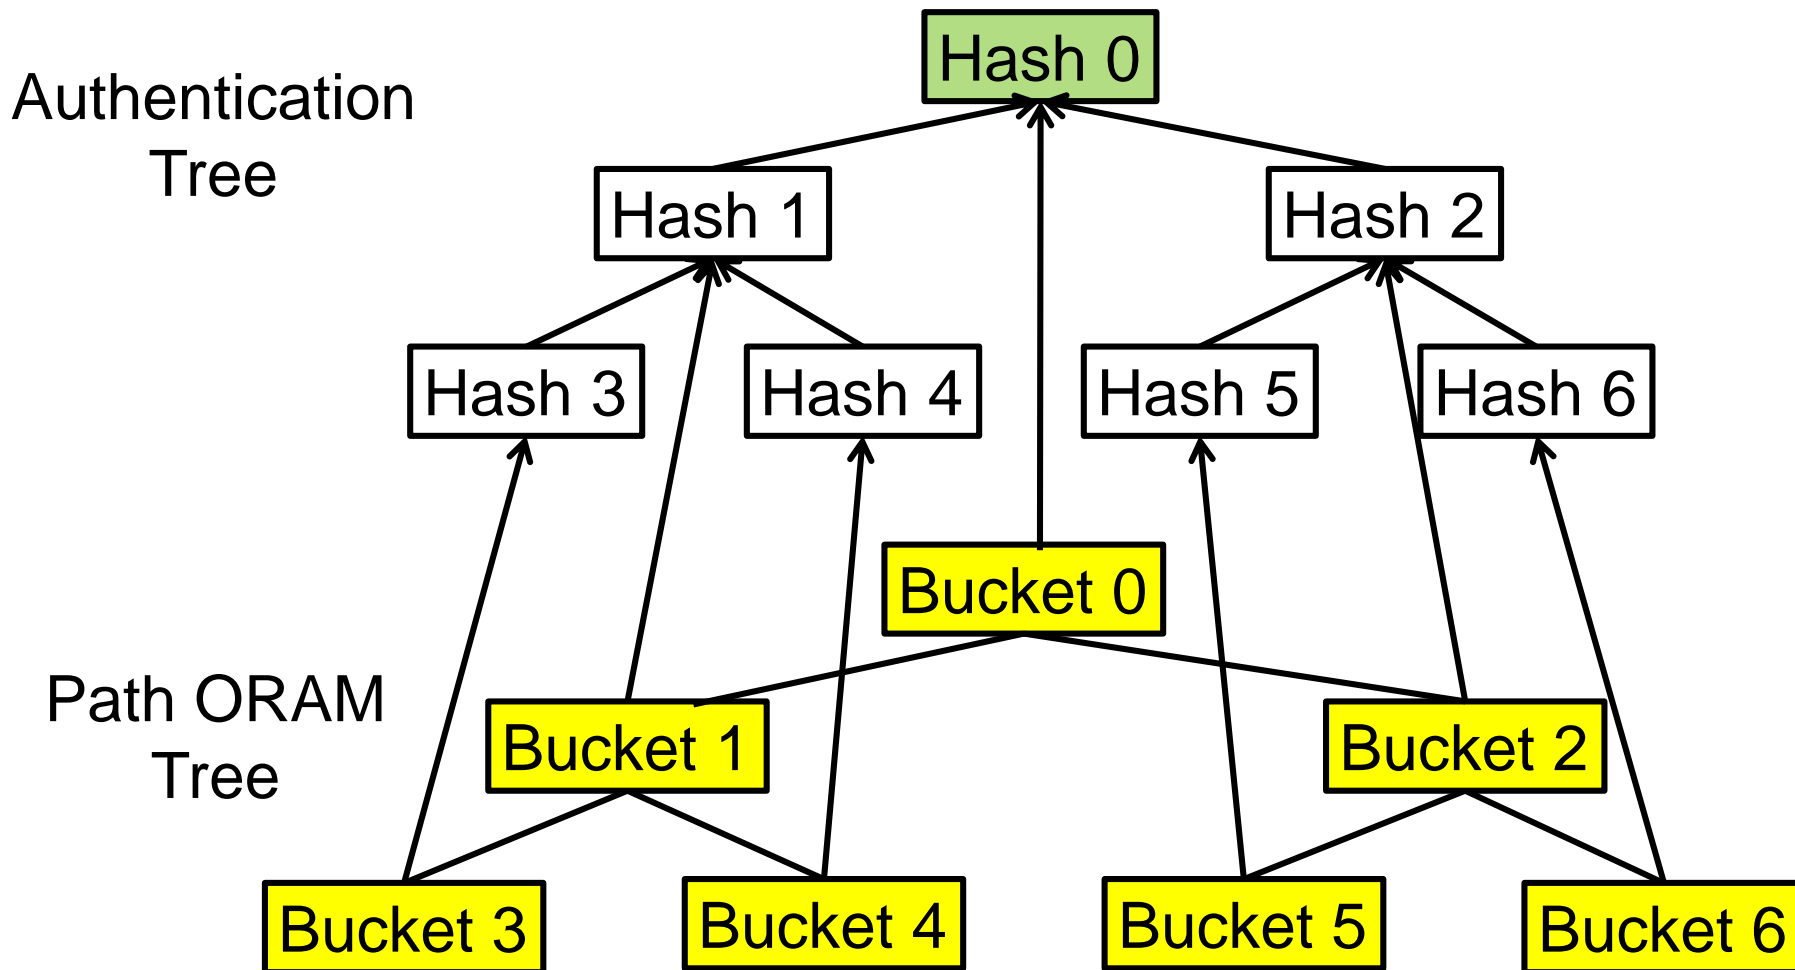 Hash 0
Authentication
Tree
Hash 1
Hash 2
Hash 3
Hash 4
Hash 5
Hash 6
Bucket 0
Path ORAM
Tree
Bucket 1
Bucket 2
Bucket 3
Bucket 4
Bucket 5
Bucket 6